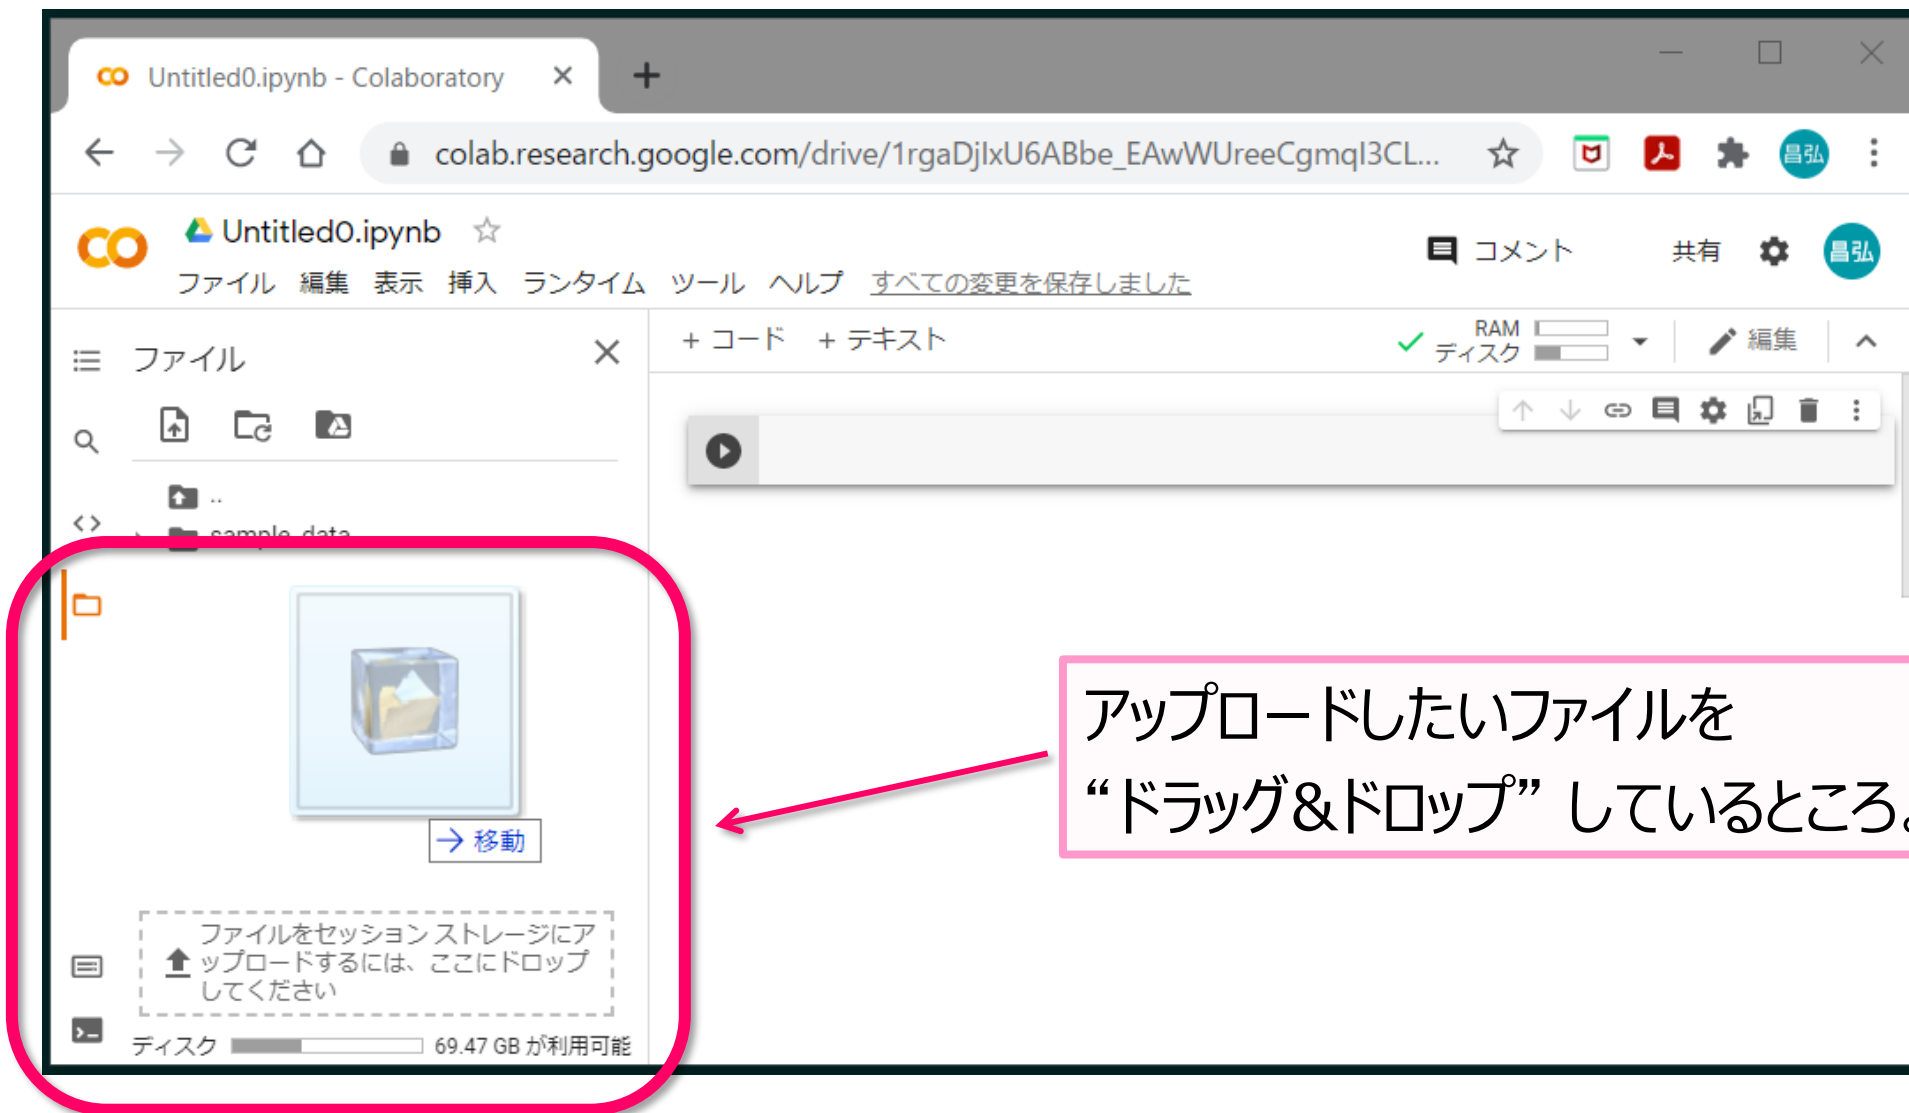 Untitled0.ipynb - Colaboratory
colab.research.google.com/drive/1rgaDjIxU6ABbe_EAwWUreeCgmqI3CL...
昌弘
Untitled0.ipynb
コメント 共有 昌弘
ファイル 編集 表示 挿入 ランタイム ツール ヘルプ すべての変更を保存しました
ファイル
+ コード + テキスト
RAM
ディスク
編集
..
sample_data
アップロードしたいファイルを
“ドラッグ&ドロップ” しているところ。
→ 移動
ファイルをセッション ストレージにア
ップロードするには、ここにドロップ
してください
ディスク 69.47 GB が利用可能